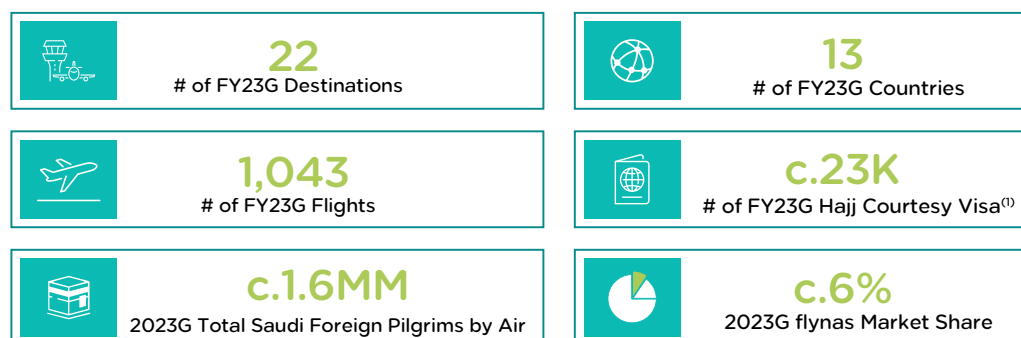 22
# of FY23G Destinations
13
# of FY23G Countries
1,043
# of FY23G Flights
c.23K
# of FY23G Hajj Courtesy Visa(1)
c.1.6MM
2023G Total Saudi Foreign Pilgrims by Air
c.6%
2023G flynas Market Share